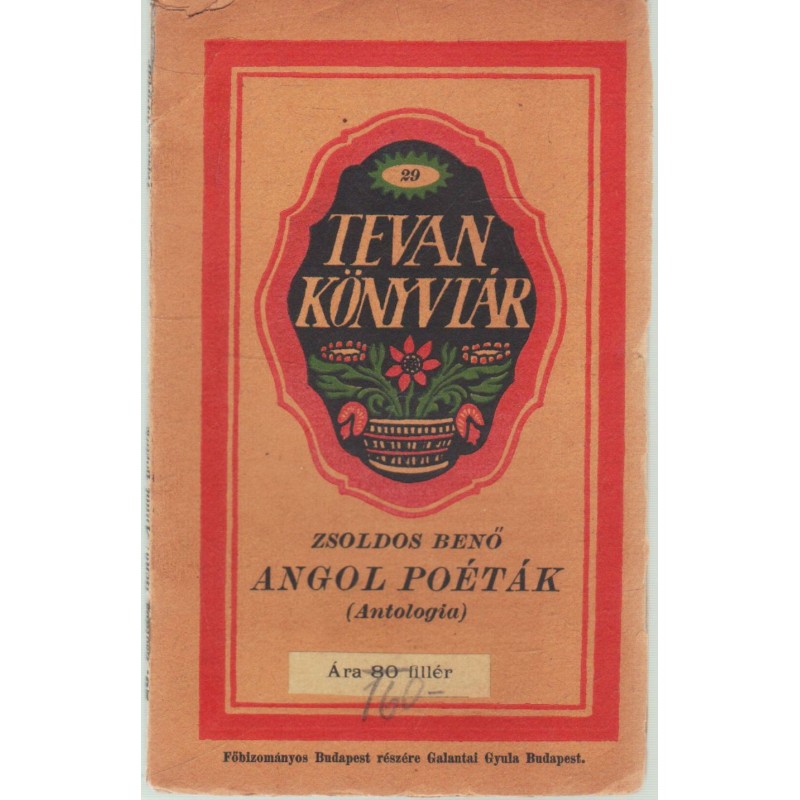 29
TEVAN
KÖNYVTÁR
ZSOLDOS BENŐ
ANGOL POÉTÁK
(Antologia)
Ára 80 fillér
160-
Főbizományos Budapest részére Galantai Gyula Budapest.